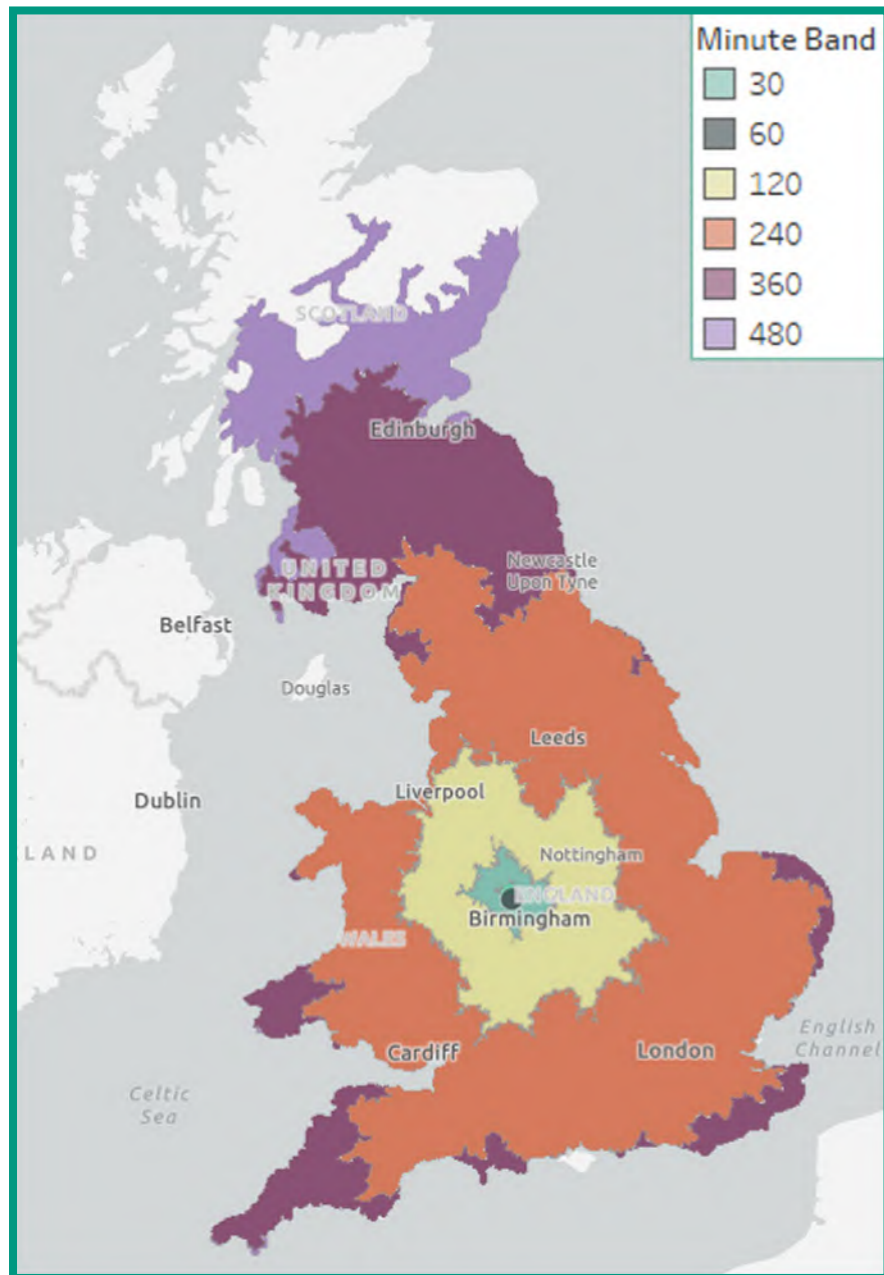 Minute Band
30
60
120
240
360
480
SCOTLAND
Edinburgh
Newcastle
Upon Tyne
UNITED
KINGDOM
Belfast
Douglas
Leeds
Liverpool
Dublin
Nottingham
LAND
ENGLAND
Birmingham
WALES
English
Channel
Cardiff
London
Celtic
Sea